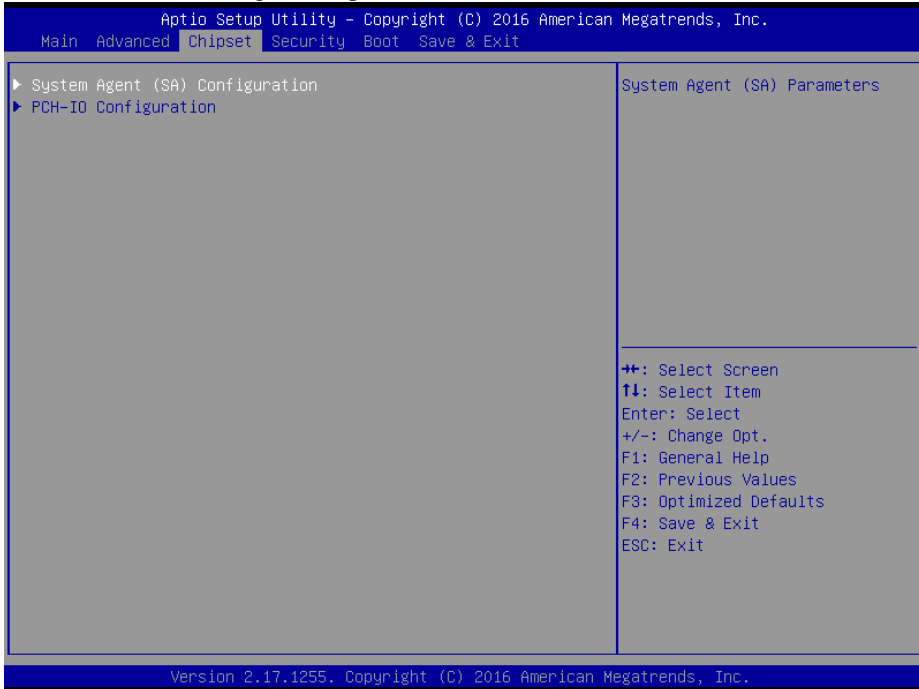 Aptio Setup Utility – Copyright (C) 2016 American Megatrends, Inc.
Main Advanced Chipset Security Boot Save & Exit
System Agent (SA) Configuration
PCH-IO Configuration
System Agent (SA) Parameters
→←: Select Screen
↑↓: Select Item
Enter: Select
+/-: Change Opt.
F1: General Help
F2: Previous Values
F3: Optimized Defaults
F4: Save & Exit
ESC: Exit
Version 2.17.1255. Copyright (C) 2016 American Megatrends, Inc.